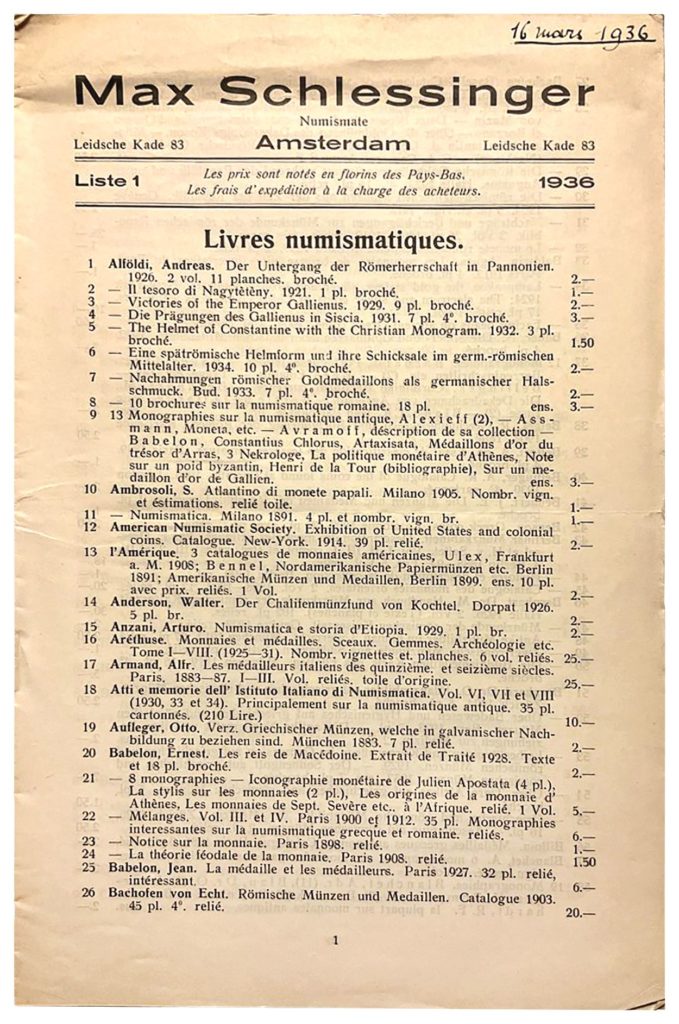 16 mars 1936
Max Schlessinger
Numismate
Leidsche Kade 83 Amsterdam Leidsche Kade 83
Liste 1 Les prix sont notés en florins des Pays-Bas. 1936
Les frais d'expédition à la charge des acheteurs.
Livres numismatiques.
1 Alföldi, Andreas. Der Untergang der Römerherrschaft in Pannonien.
1926. 2 vol. 11 planches. broché. 2.—
2 — Il tesoro di Nagytètèny. 1921. 1 pl. broché. 1.—
3 — Victories of the Emperor Gallienus. 1929. 9 pl. broché. 2.—
4 — Die Prägungen des Gallienus in Siscia. 1931. 7 pl. 4°. broché. 3.—
5 — The Helmet of Constantine with the Christian Monogram. 1932. 3 pl.
broché. 1.50
6 — Eine spätrömische Helmform und ihre Schicksale im germ.-römischen
Mittelalter. 1934. 10 pl. 4°. broché. 2.—
7 — Nachahmungen römischer Goldmedaillons als germanischer Hals-
schmuck. Bud. 1933. 7 pl. 4°. broché. 2.—
8 — 10 brochures sur la numismatique romaine. 18 pl. ens. 3.—
9 13 Monographies sur la numismatique antique, Alexieff (2), — Ass-
mann, Moneta, etc. — Avramoff, déscription de sa collection —
Babelon, Constantius Chlorus, Artaxisata, Médaillons d'or du
trésor d'Arras, 3 Nekrologe, La politique monétaire d'Athènes, Note
sur un poid byzantin, Henri de la Tour (bibliographie), Sur un me-
daillon d'or de Gallien. ens. 3.—
10 Ambrosoli, S. Atlantino di monete papali. Milano 1905. Nombr. vign.
et éstimations. relié toile. 1.—
11 — Numismatica. Milano 1891. 4 pl. et nombr. vign. br. 1.—
12 American Numismatic Society. Exhibition of United States and colonial
coins. Catalogue. New-York. 1914. 39 pl. relié. 2.—
13 l'Amérique. 3 catalogues de monnaies américaines, Ulex, Frankfurt
a. M. 1908; Bennel, Nordamerikanische Papiermünzen etc. Berlin
1891; Amerikanische Münzen und Medaillen, Berlin 1899. ens. 10 pl.
avec prix. reliés. 1 Vol. 2.—
14 Anderson, Walter. Der Chalifenmünzfund von Kochtel. Dorpat 1926.
5 pl. br. 2.—
15 Anzani, Arturo. Numismatica e storia d'Etiopia. 1929. 1 pl. br. 2.—
16 Aréthuse. Monnaies et médailles. Sceaux. Gemmes. Archéologie etc.
Tome I—VIII. (1925—31). Nombr. vignettes et. planches. 6 vol. reliés. 25.—
17 Armand, Alfr. Les médailleurs italiens des quinzième. et seizième siècles.
Paris. 1883—87. I—III. Vol. reliés. toile d'origine. 25.—
18 Atti e memorie dell' Istituto Italiano di Numismatica. Vol. VI, VII et VIII
(1930, 33 et 34). Principalement sur la numismatique antique. 35 pl.
cartonnés. (210 Lire.) 10.—
19 Aufleger, Otto. Verz. Griechischer Münzen, welche in galvanischer Nach-
bildung zu beziehen sind. München 1883. 7 pl. relié. 2.—
20 Babelon, Ernest. Les reis de Macédoine. Extrait de Traité 1928. Texte
et 18 pl. broché. 2.—
21 — 8 monographies — Iconographie monétaire de Julien Apostata (4 pl.),
La stylis sur les monnaies (2 pl.), Les origines de la monnaie d'
Athènes, Les monnaies de Sept. Sevère etc.. à l'Afrique. relié. 1 Vol. 5.—
22 — Mélanges. Vol. III. et IV. Paris 1900 et 1912. 35 pl. Monographies
interessantes sur la numismatique grecque et romaine. reliés. 6.—
23 — Notice sur la monnaie. Paris 1898. relié. 1.—
24 — La théorie féodale de la monnaie. Paris 1908. relié. 1.50
25 Babelon, Jean. La médaille et les médailleurs. Paris 1927. 32 pl. relié,
intéressant. 6.—
26 Bachofen von Echt. Römische Münzen und Medaillen. Catalogue 1903.
45 pl. 4°. relié. 20.—
1